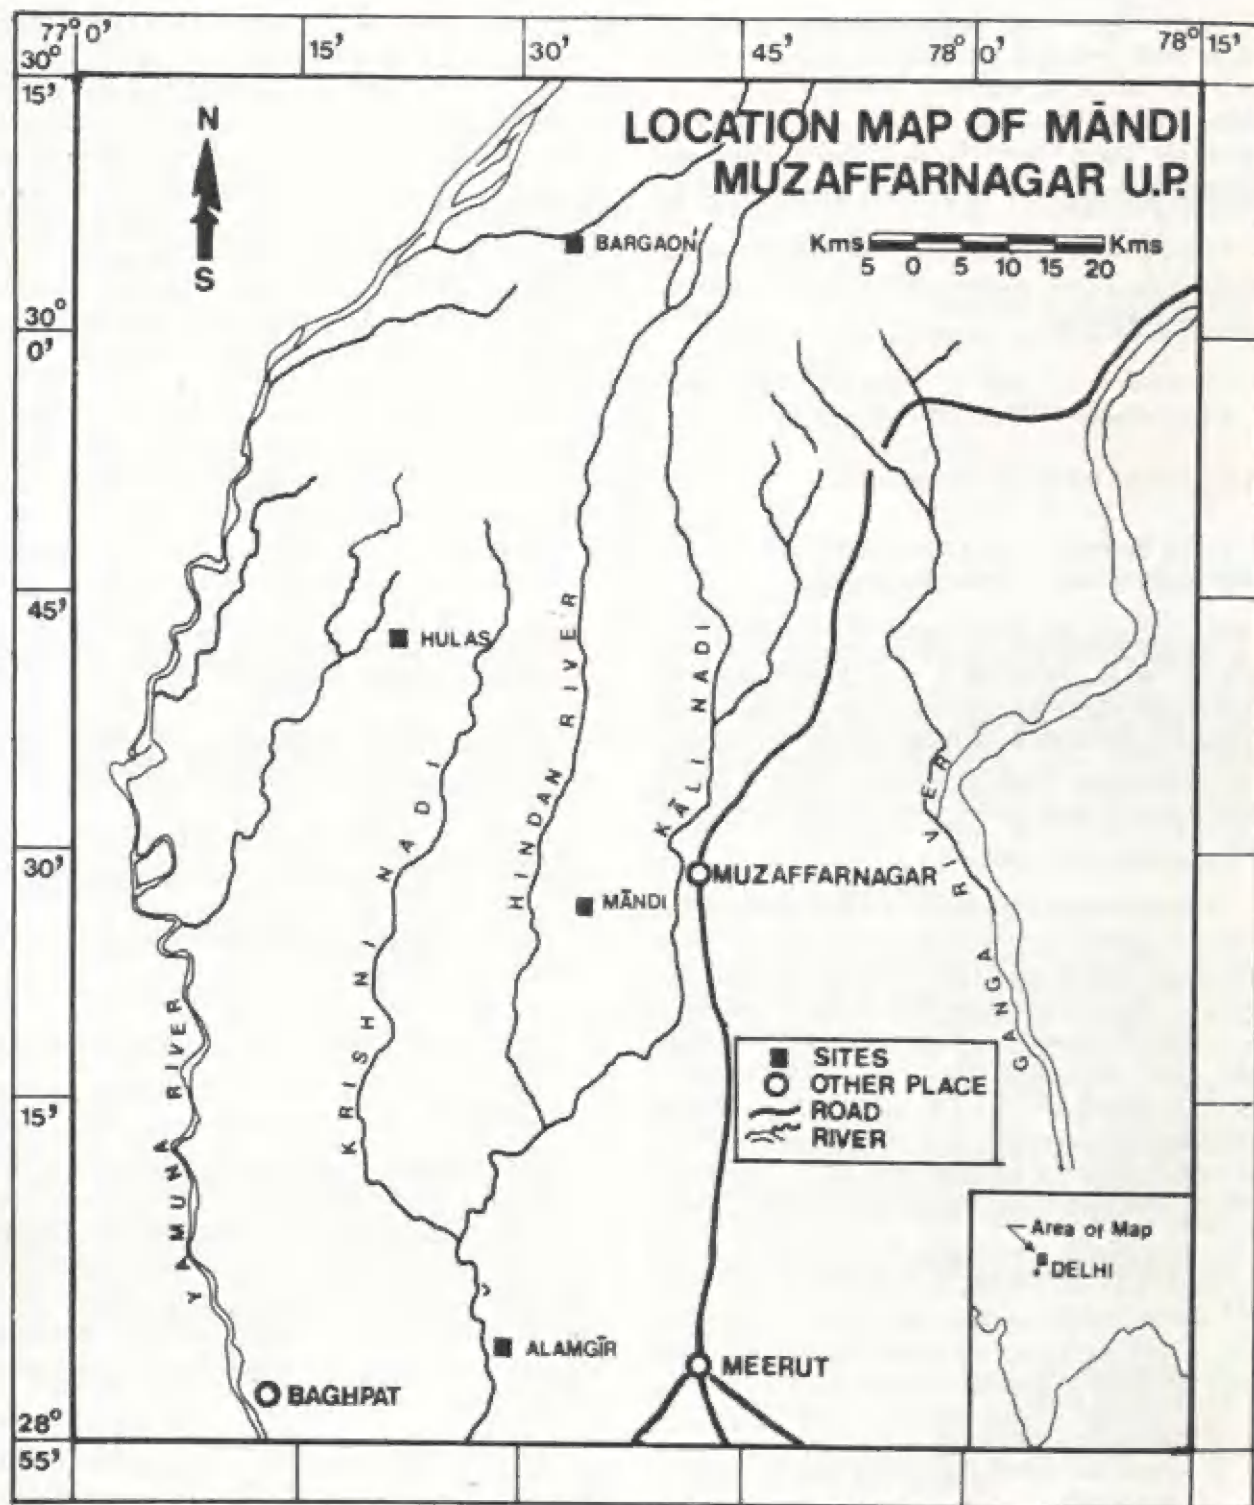 77° 0'
15'
30'
45'
78° 0'
78° 15'
30°
15'
30°
0'
45'
30'
15'
28°
55'
N
S
LOCATION MAP OF MĀNDI
MUZAFFARNAGAR U.P.
Kms Kms
5 0 5 10 15 20
BARGAON
HULAS
HINDAN RIVER
KĀLI NADI
KRISHNI NADI
MUZAFFARNAGAR
MĀNDI
YAMUNA RIVER
GANGA RIVER
SITES
OTHER PLACE
ROAD
RIVER
Area of Map
DELHI
ALAMGĪR
MEERUT
BAGHPAT